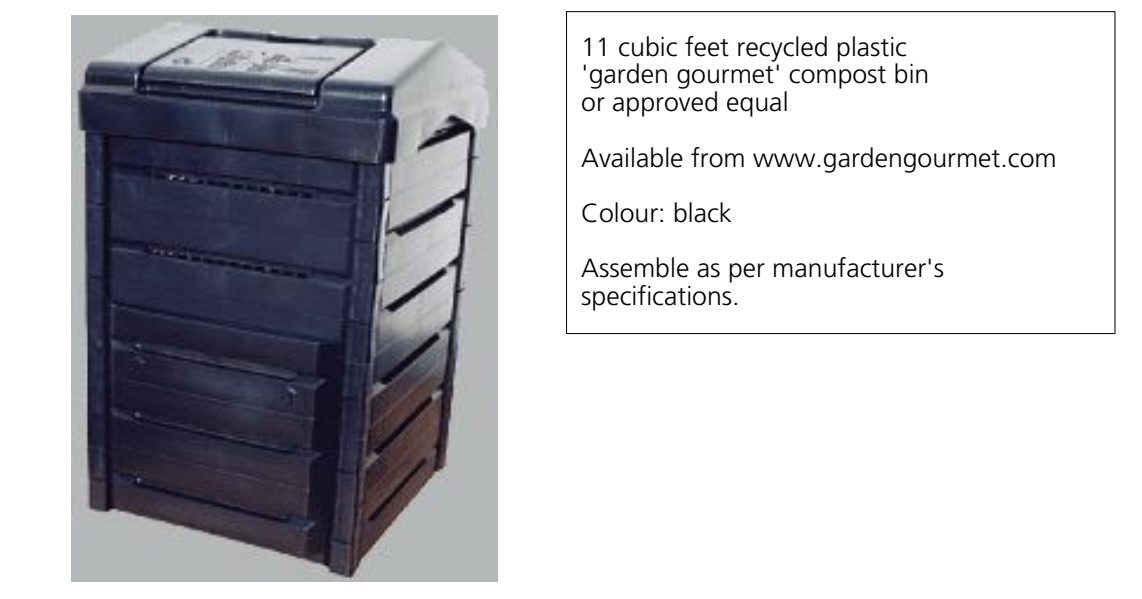 11 cubic feet recycled plastic
'garden gourmet' compost bin
or approved equal
Available from www.gardengourmet.com
Colour: black
Assemble as per manufacturer's
specifications.